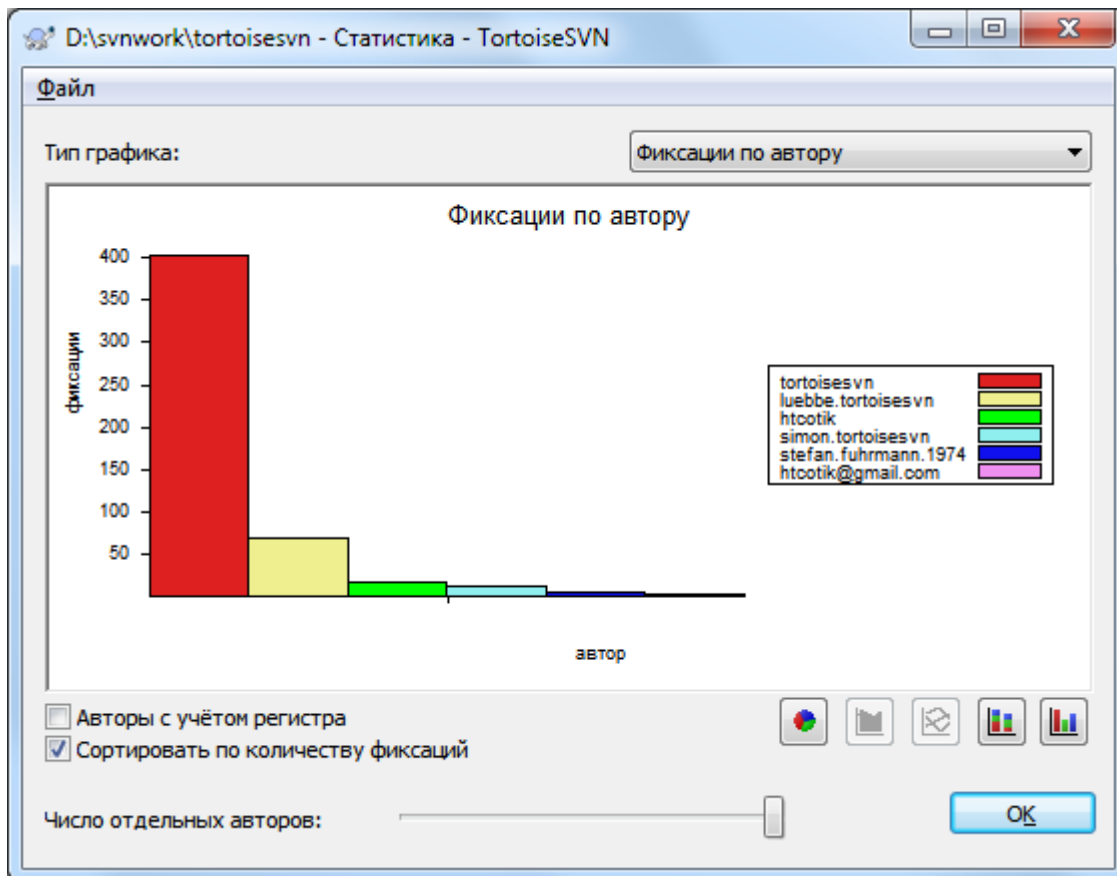 D:\svnwork\tortoisesvn - Статистика - TortoiseSVN
Файл
Тип графика:
Фиксации по автору
Фиксации по автору
400
350
300
250
200
150
100
50
фиксации
автор
tortoisesvn
luebbe.tortoisesvn
htcotik
simon.tortoisesvn
stefan.fuhrmann.1974
htcotik@gmail.com
Авторы с учётом регистра
Сортировать по количеству фиксаций
Число отдельных авторов:
OK